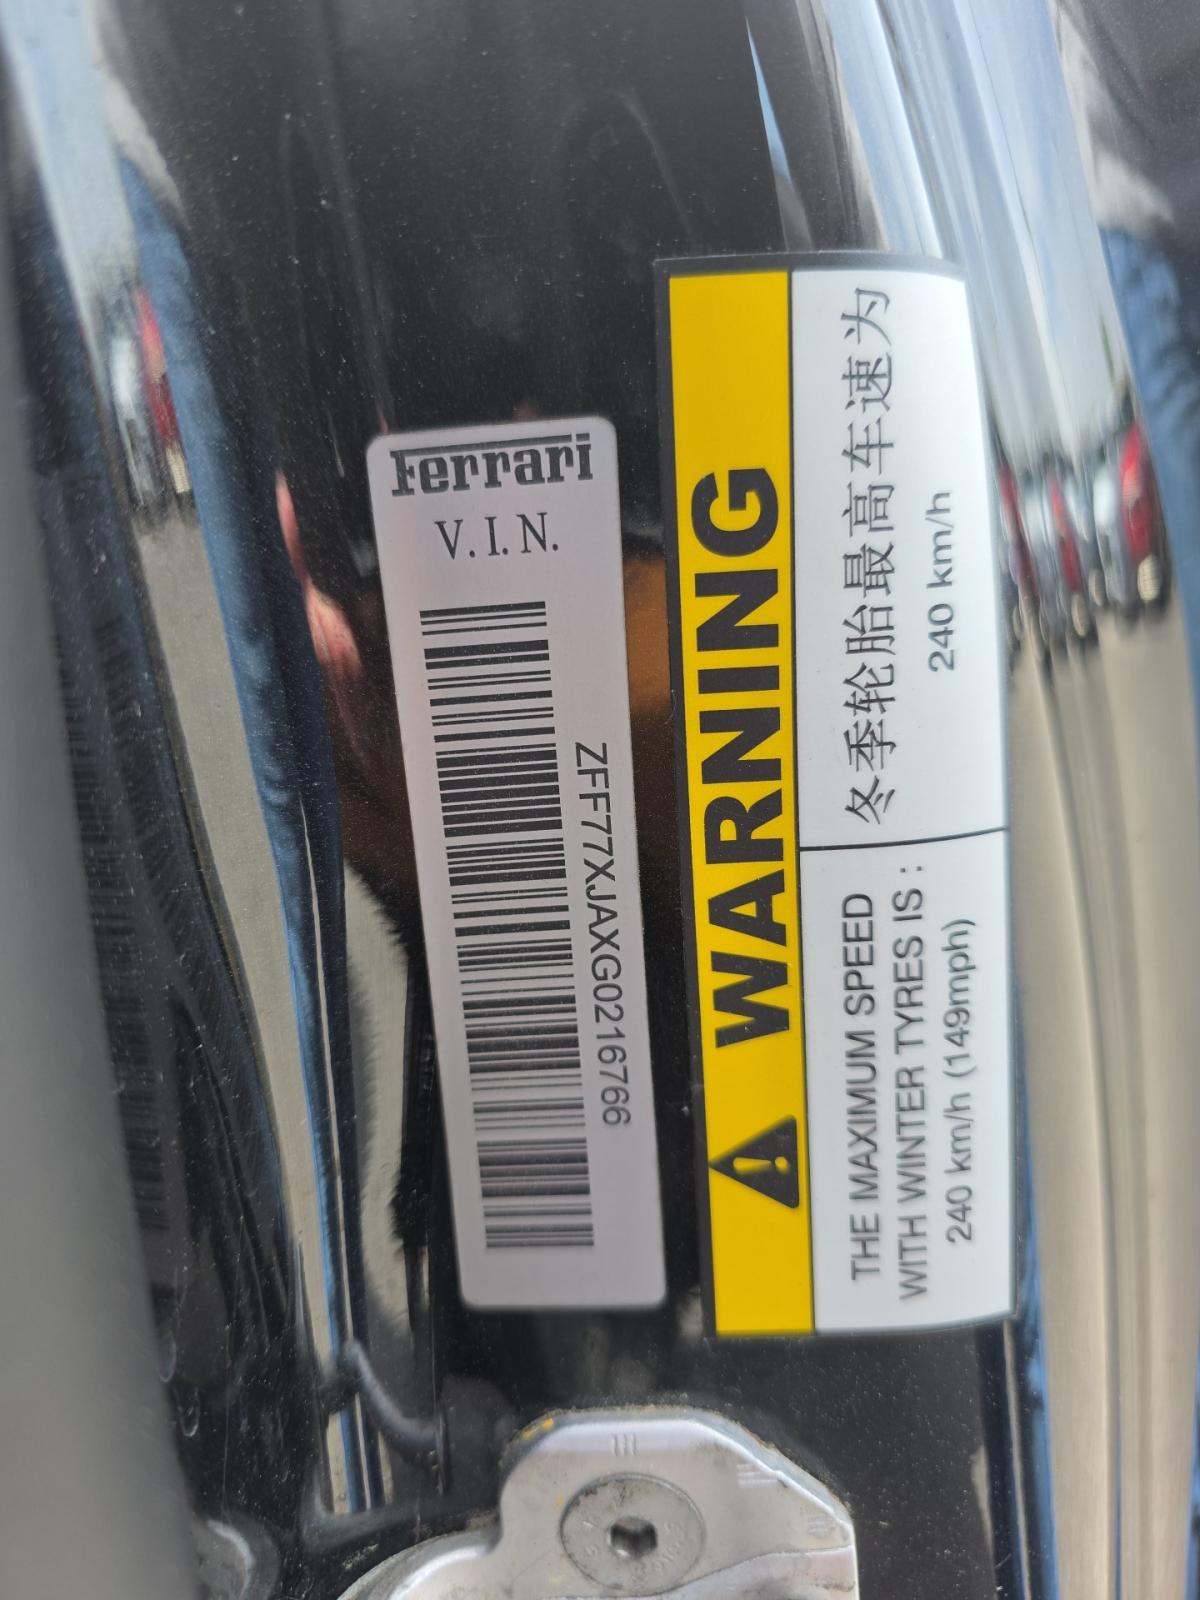 Ferrari
V.I.N.
ZFF77XJAXG0216766
WARNING
THE MAXIMUM SPEED
WITH WINTER TYRES IS :
240 km/h (149mph)
冬季轮胎最高车速为
240 km/h